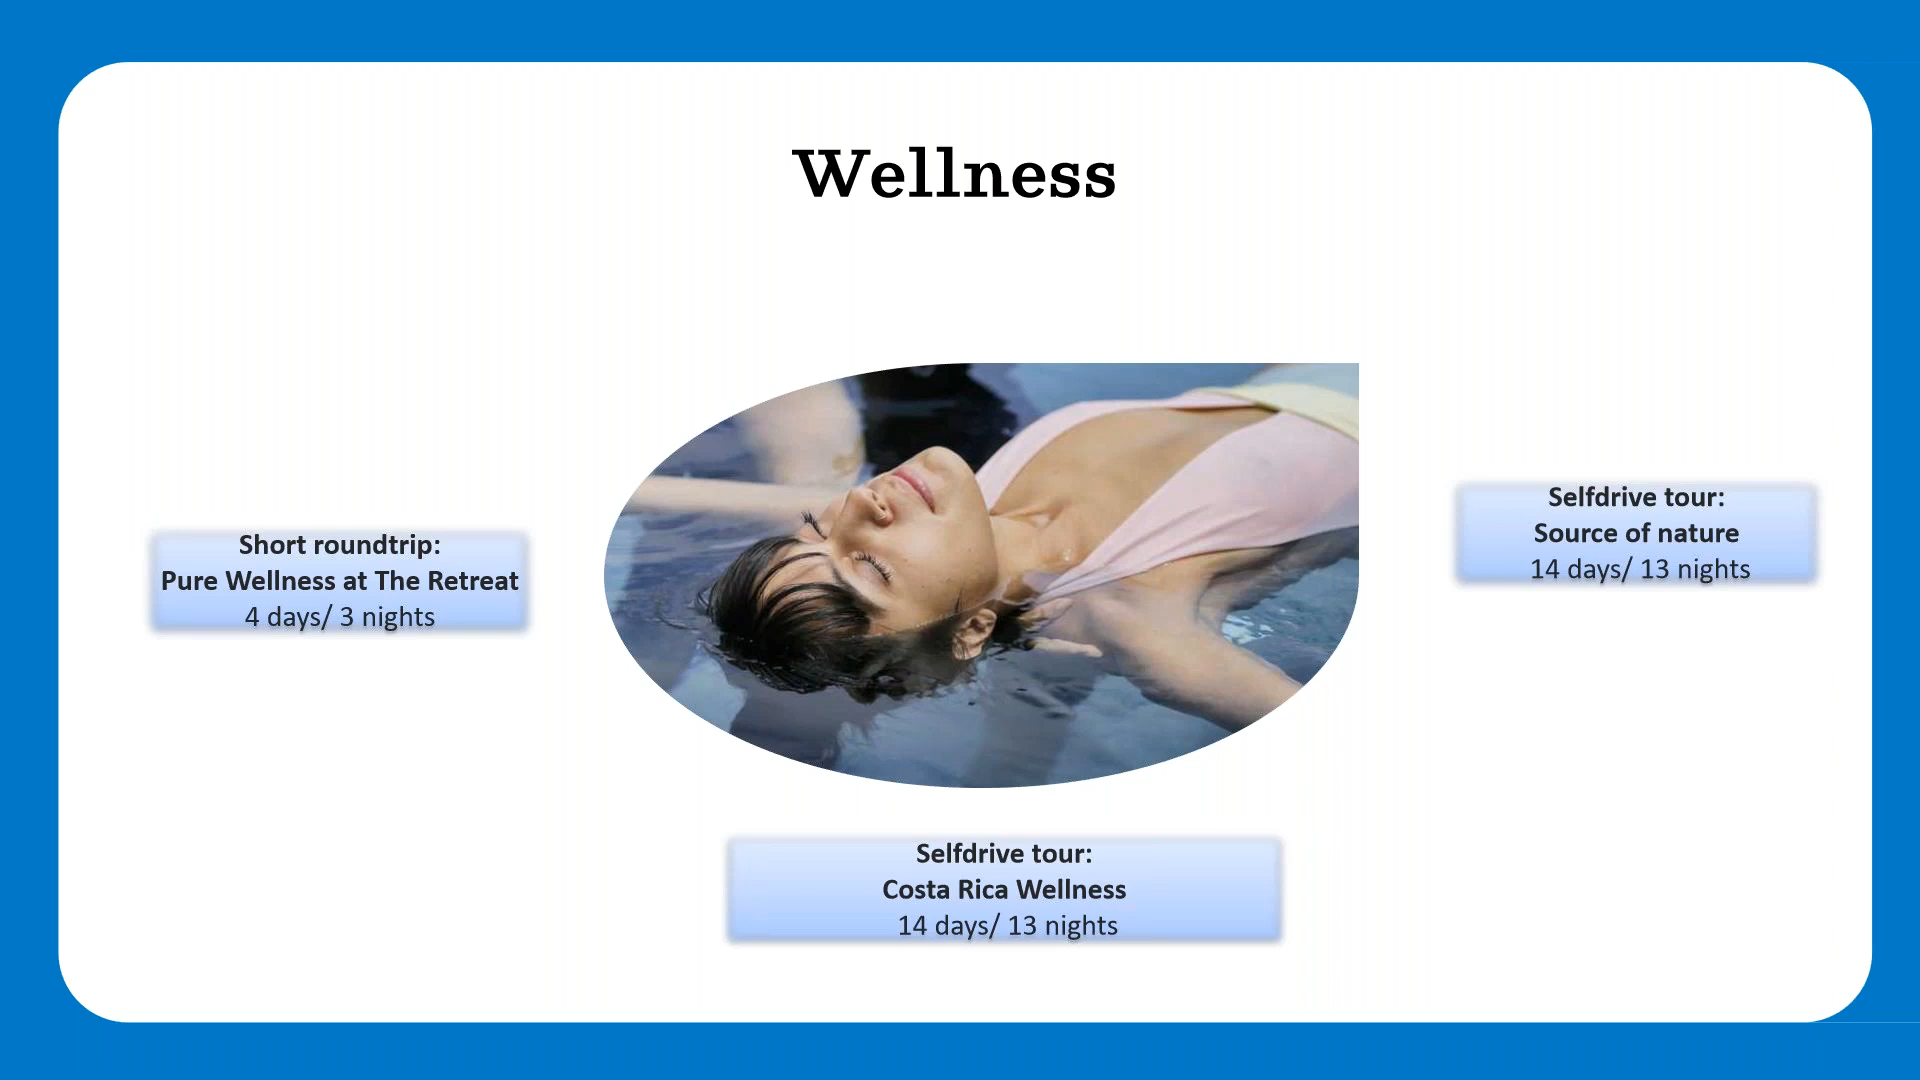 Wellness
Short roundtrip:
Pure Wellness at The Retreat
4 days/ 3 nights
Selfdrive tour:
Source of nature
14 days/ 13 nights
Selfdrive tour:
Costa Rica Wellness
14 days/ 13 nights